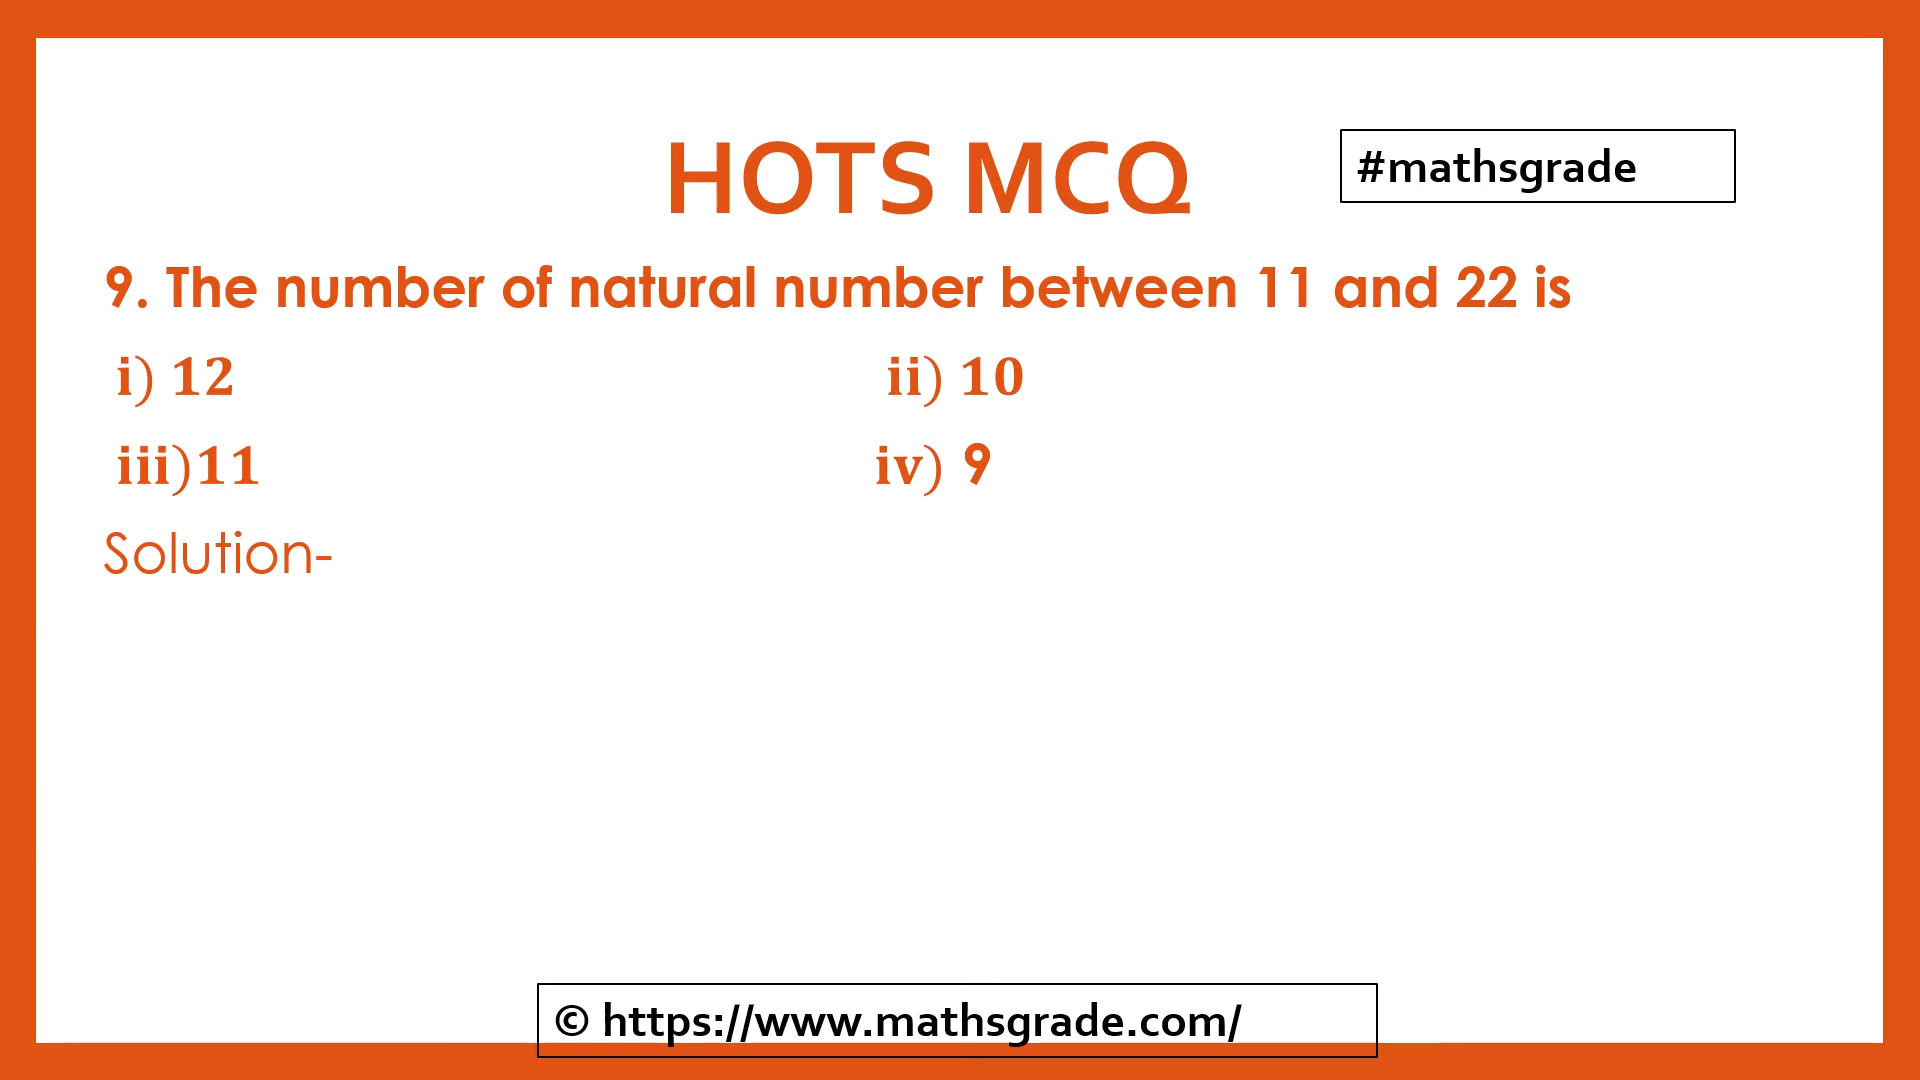 HOTS MCQ
#mathsgrade
9. The number of natural number between 11 and 22 is
i) 12 ii) 10
iii)11 iv) 9
Solution-
© https://www.mathsgrade.com/